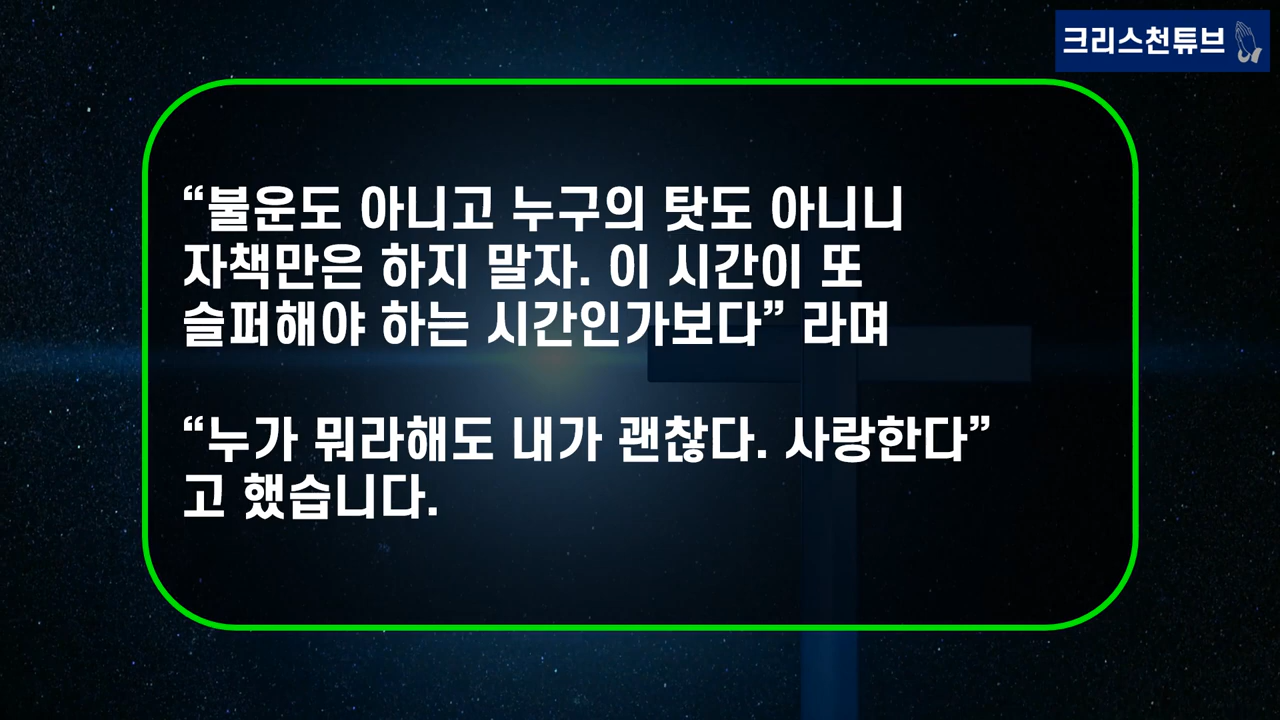 크리스천튜브
“불운도 아니고 누구의 탓도 아니니
자책만은 하지 말자. 이 시간이 또
슬퍼해야 하는 시간인가보다” 라며
“누가 뭐라해도 내가 괜찮다. 사랑한다”
고 했습니다.